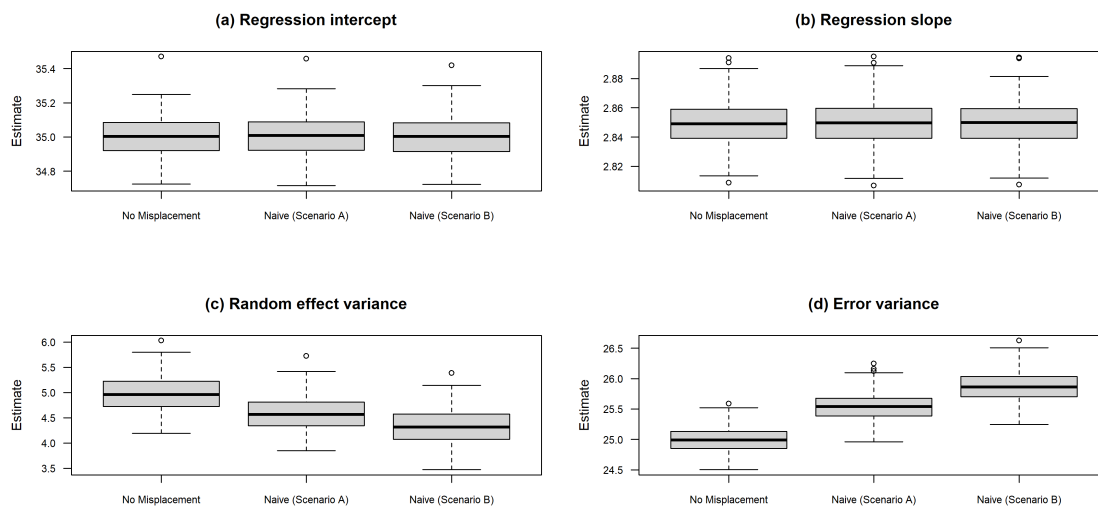 (a) Regression intercept
Estimate
35.4
35.2
35.0
34.8
No Misplacement
Naive (Scenario A)
Naive (Scenario B)
(b) Regression slope
Estimate
2.88
2.86
2.84
2.82
No Misplacement
Naive (Scenario A)
Naive (Scenario B)
(c) Random effect variance
Estimate
6.0
5.5
5.0
4.5
4.0
3.5
No Misplacement
Naive (Scenario A)
Naive (Scenario B)
(d) Error variance
Estimate
26.5
26.0
25.5
25.0
24.5
No Misplacement
Naive (Scenario A)
Naive (Scenario B)